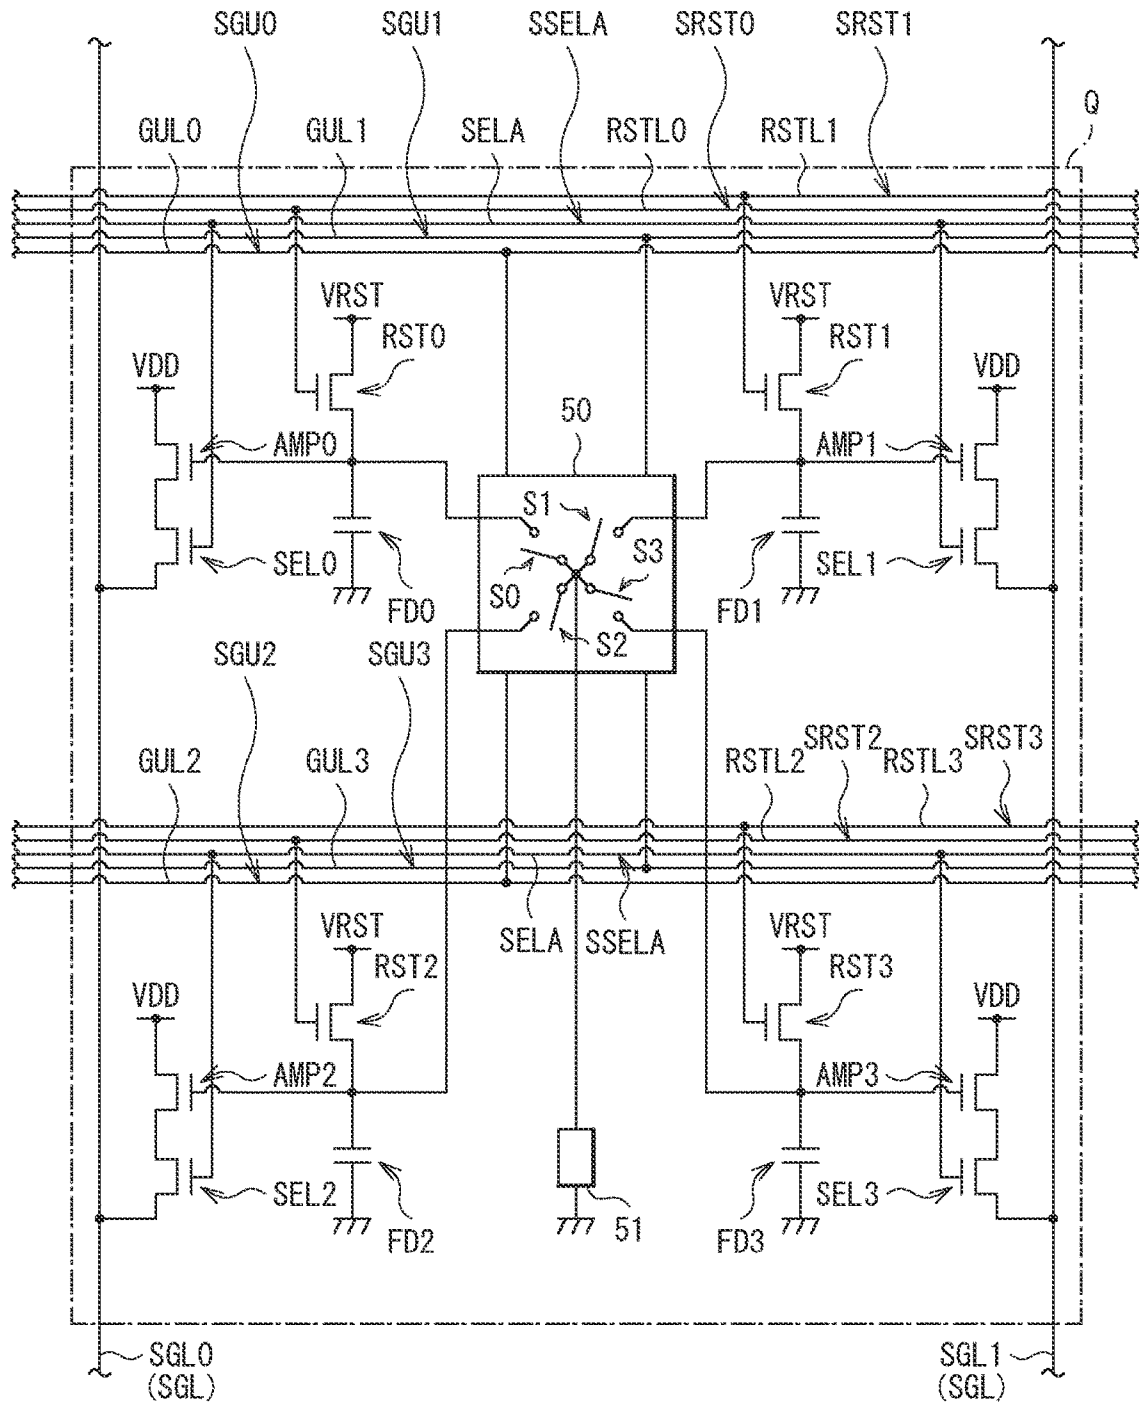 SGU0 SGU1 SSELA SRST0 SRST1
Q
GUL0 GUL1 SELA RSTL0 RSTL1
VRST VRST
RST0 RST1
VDD VDD
50
AMP0 AMP1
S1
S3
S0
SEL0 SEL1
FD0 FD1
S2
SGU2 SGU3
SRST2 SRST3
GUL2 GUL3 RSTL2 RSTL3
VRST SELA SSELA VRST
RST2 RST3
VDD VDD
AMP2 AMP3
SEL2 SEL3
51
FD2 FD3
SGL0 SGL1
(SGL) (SGL)